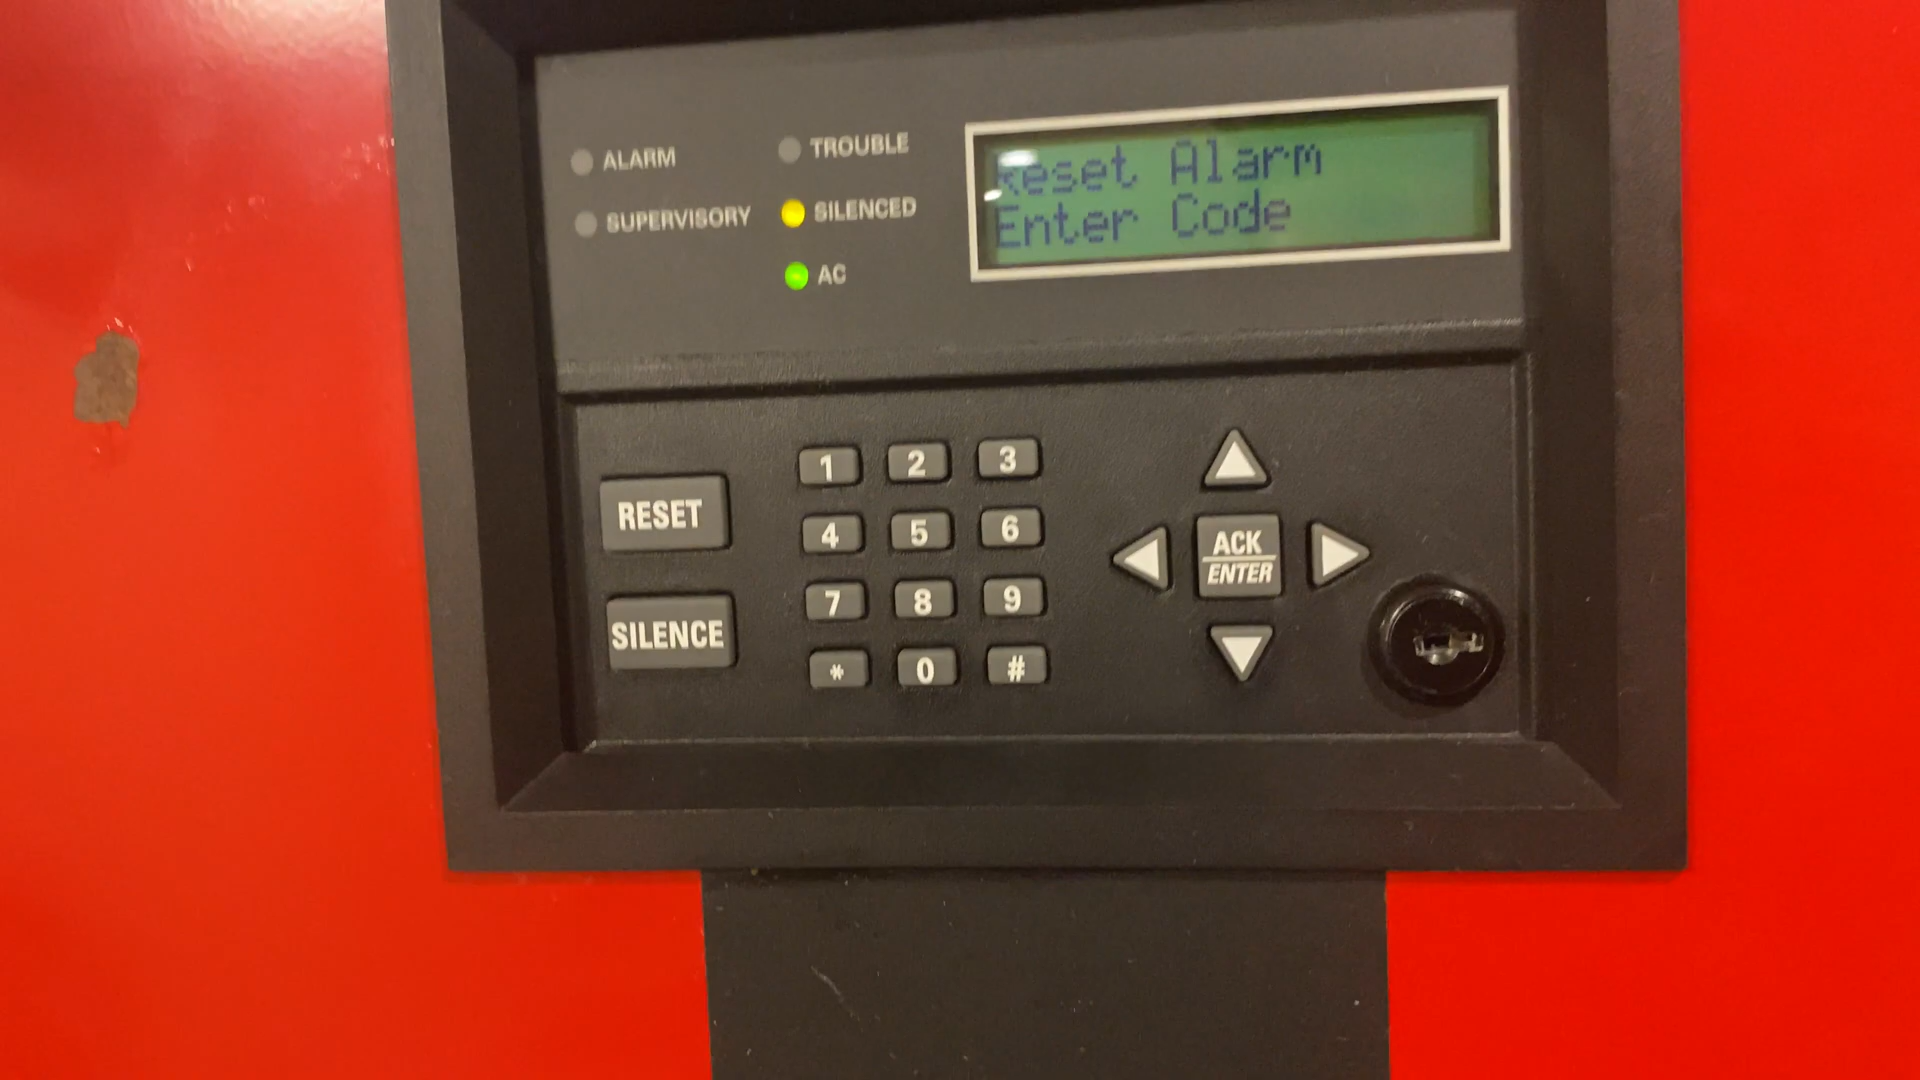 ALARM
TROUBLE
SUPERVISORY
SILENCED
AC
Reset Alarm
Enter Code
RESET
SILENCE
1 2 3
4 5 6
7 8 9
* 0 #
ACK
ENTER